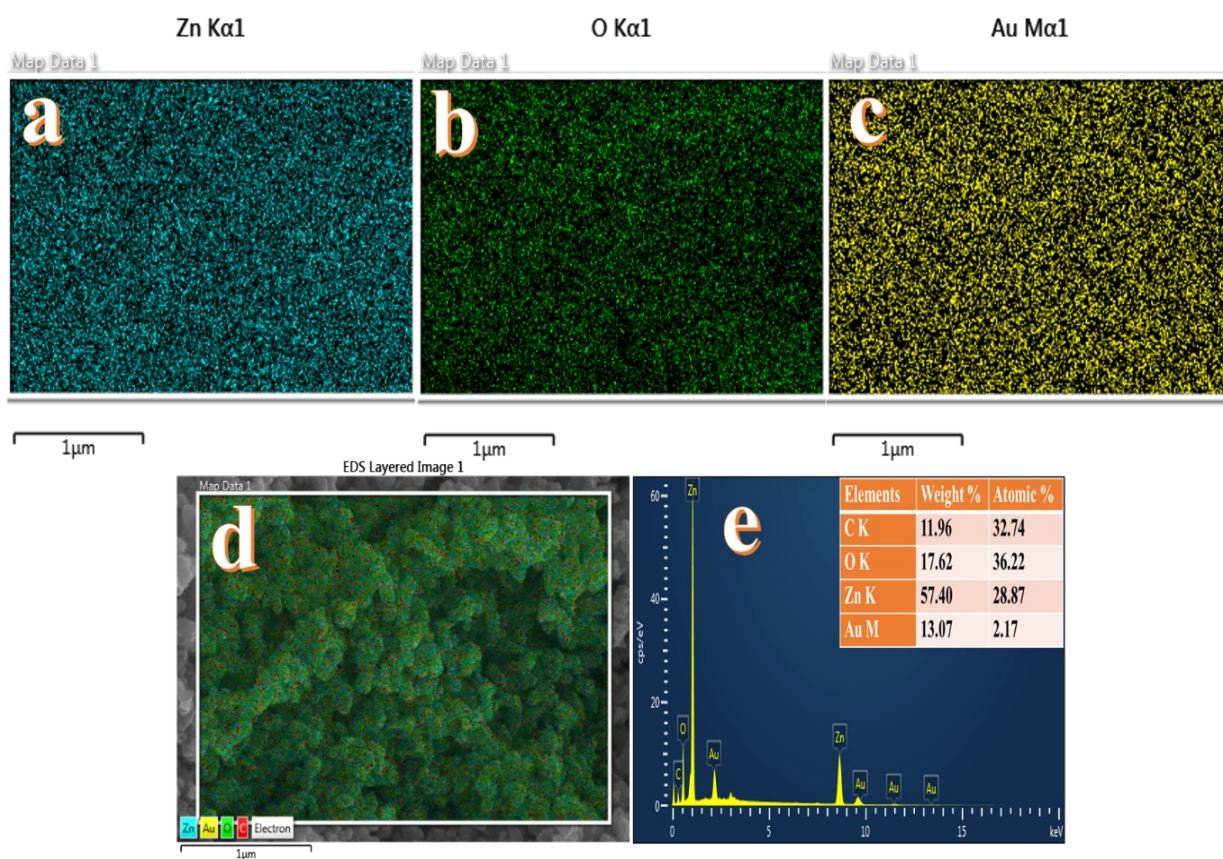 Zn Kα1 O Kα1 Au Mα1
Map Data 1 Map Data 1 Map Data 1
a b c
1µm 1µm 1µm
EDS Layered Image 1
Map Data 1
d
Zn Au O C Electron
1µm
e
Elements Weight % Atomic %
C K 11.96 32.74
O K 17.62 36.22
Zn K 57.40 28.87
Au M 13.07 2.17
cps/eV
60
40
20
0
Zn
C O Au Zn Au Au Au
0 5 10 15 keV